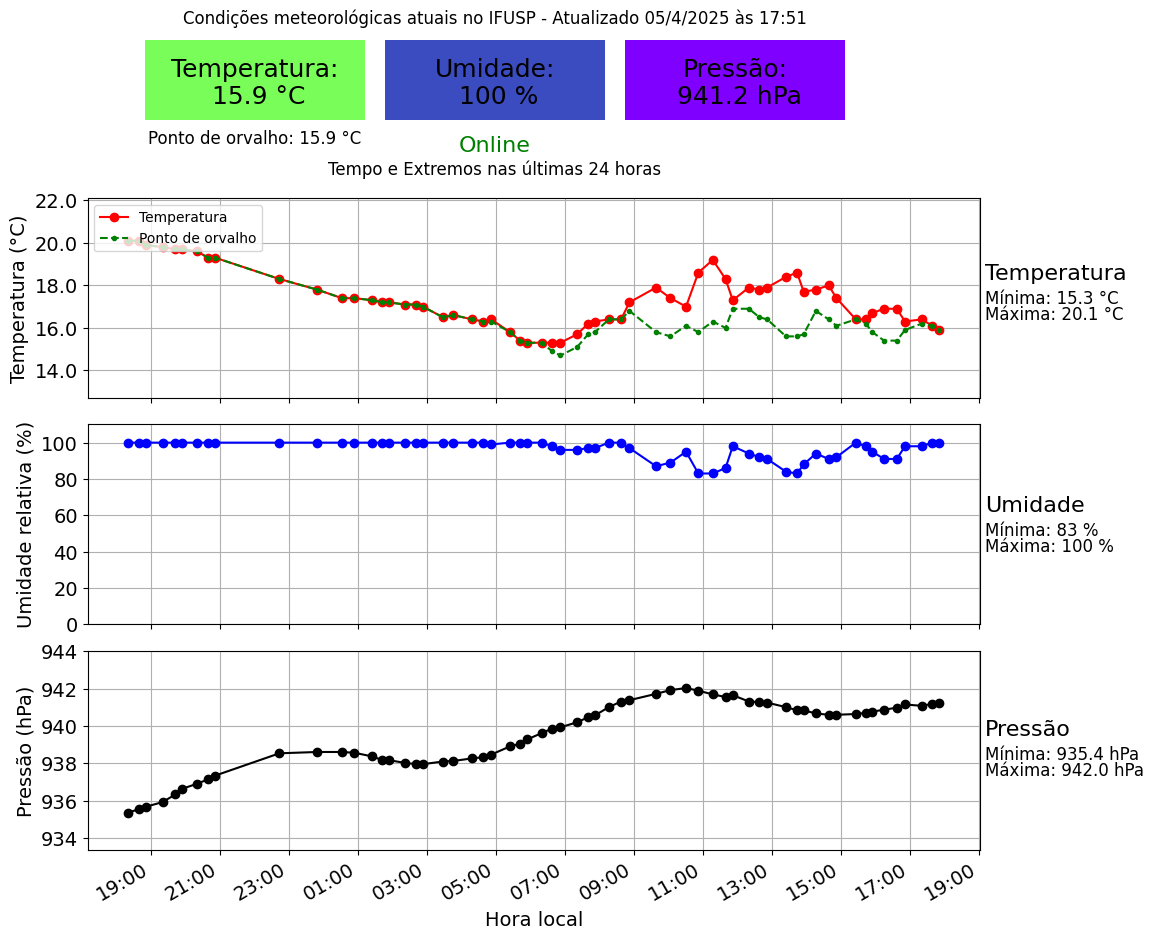 Condições meteorológicas atuais no IFUSP - Atualizado 05/4/2025 às 17:51
Temperatura:
15.9 °C
Umidade:
100 %
Pressão:
941.2 hPa
Ponto de orvalho: 15.9 °C
Online
Tempo e Extremos nas últimas 24 horas
Temperatura (°C)
22.0
20.0
18.0
16.0
14.0
Temperatura
Ponto de orvalho
Temperatura
Mínima: 15.3 °C
Máxima: 20.1 °C
Umidade relativa (%)
100
80
60
40
20
0
Umidade
Mínima: 83 %
Máxima: 100 %
Pressão (hPa)
944
942
940
938
936
934
Pressão
Mínima: 935.4 hPa
Máxima: 942.0 hPa
19:00 21:00 23:00 01:00 03:00 05:00 07:00 09:00 11:00 13:00 15:00 17:00 19:00
Hora local